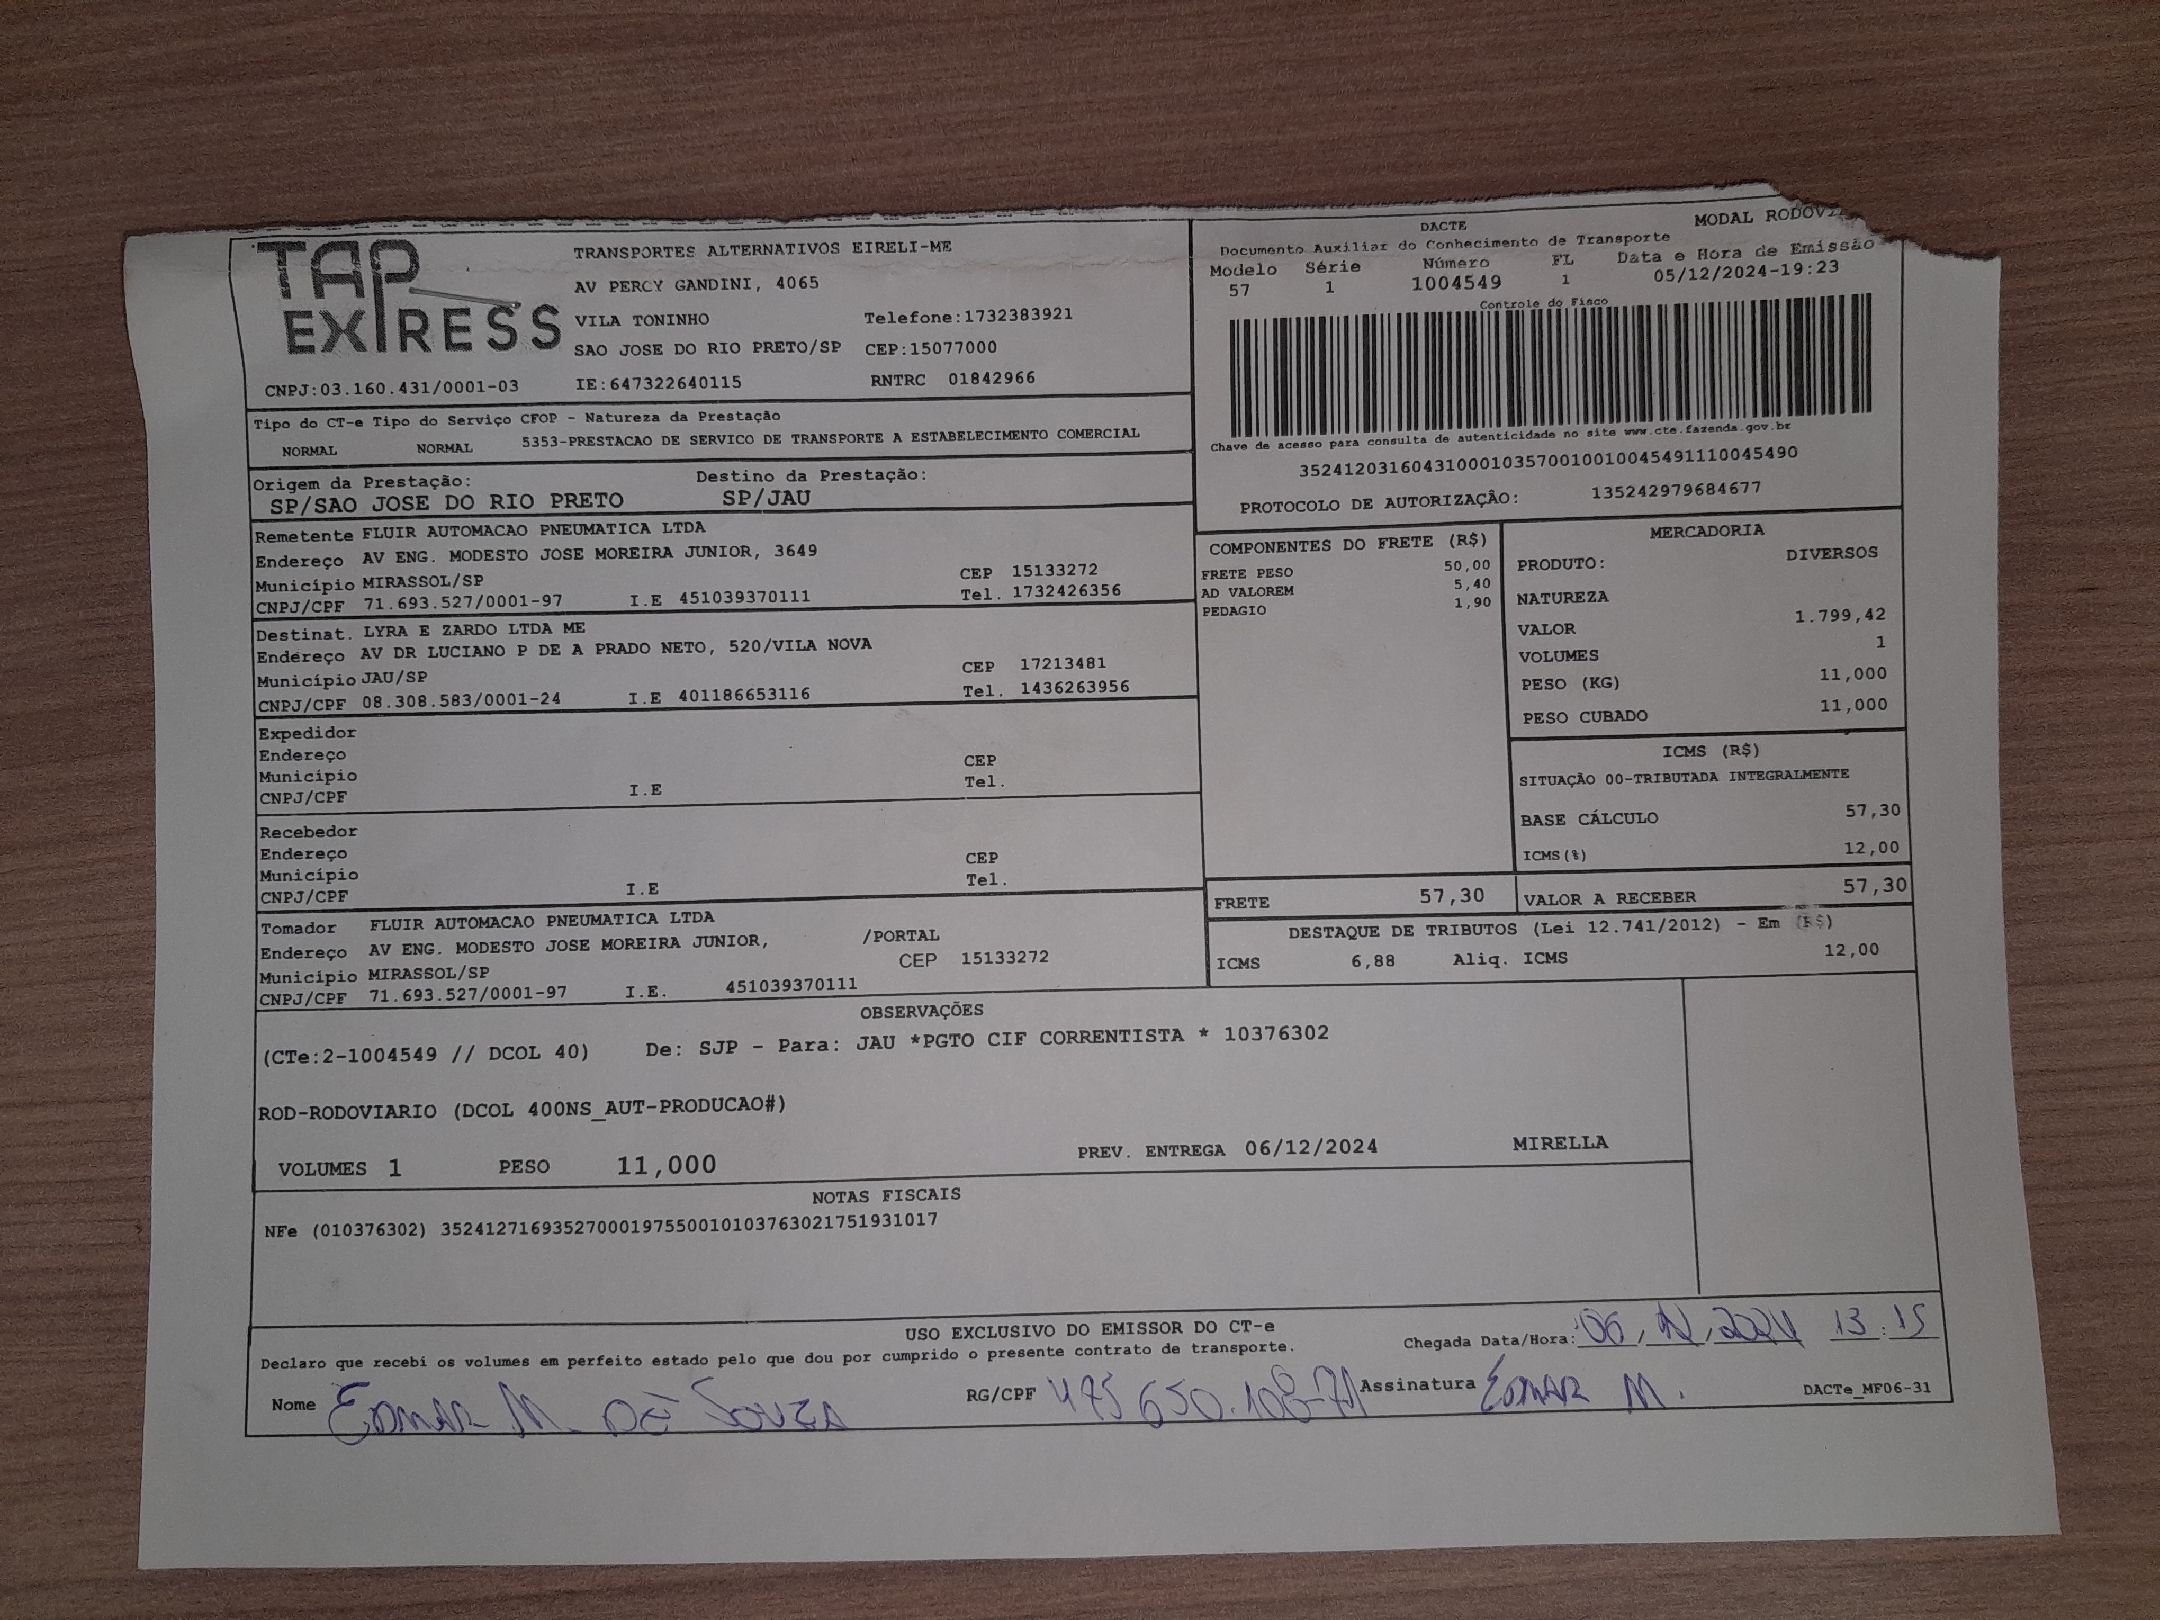 TAP EXPRESS
TRANSPORTES ALTERNATIVOS EIRELI-ME
AV PERCY GANDINI, 4065
VILA TONINHO Telefone:1732383921
SAO JOSE DO RIO PRETO/SP CEP:15077000
CNPJ:03.160.431/0001-03 IE:647322640115 RNTRC 01842966
DACTE MODAL
Documento Auxiliar do Conhecimento de Transporte
Modelo Série Número FL Data e Hora de Emissão
57 1 1004549 1 05/12/2024-19:23
Controle do Fisco
Chave de acesso para consulta de autenticidade no site www.cte.fazenda.gov.br
35241203160431000103570010010045491110045490
PROTOCOLO DE AUTORIZAÇÃO: 135242979684677
Tipo do CT-e Tipo do Serviço CFOP - Natureza da Prestação
NORMAL NORMAL 5353-PRESTACAO DE SERVICO DE TRANSPORTE A ESTABELECIMENTO COMERCIAL
Origem da Prestação: Destino da Prestação:
SP/SAO JOSE DO RIO PRETO SP/JAU
Remetente FLUIR AUTOMACAO PNEUMATICA LTDA
Endereço AV ENG. MODESTO JOSE MOREIRA JUNIOR, 3649
Município MIRASSOL/SP CEP 15133272
CNPJ/CPF 71.693.527/0001-97 I.E 451039370111 Tel. 1732426356
Destinat. LYRA E ZARDO LTDA ME
Endereço AV DR LUCIANO P DE A PRADO NETO, 520/VILA NOVA
Município JAU/SP CEP 17213481
CNPJ/CPF 08.308.583/0001-24 I.E 401186653116 Tel. 1436263956
Expedidor
Endereço CEP
Município Tel.
CNPJ/CPF I.E
Recebedor
Endereço CEP
Município Tel.
CNPJ/CPF I.E
Tomador FLUIR AUTOMACAO PNEUMATICA LTDA
Endereço AV ENG. MODESTO JOSE MOREIRA JUNIOR, /PORTAL
Município MIRASSOL/SP CEP 15133272
CNPJ/CPF 71.693.527/0001-97 I.E. 451039370111
COMPONENTES DO FRETE (R$)
FRETE PESO 50,00
AD VALOREM 5,40
PEDAGIO 1,90
MERCADORIA
PRODUTO: DIVERSOS
NATUREZA
VALOR 1.799,42
VOLUMES 1
PESO (KG) 11,000
PESO CUBADO 11,000
ICMS (R$)
SITUAÇÃO 00-TRIBUTADA INTEGRALMENTE
BASE CÁLCULO 57,30
ICMS(%) 12,00
FRETE 57,30 VALOR A RECEBER 57,30
DESTAQUE DE TRIBUTOS (Lei 12.741/2012) - Em (R$)
ICMS 6,88 Aliq. ICMS 12,00
OBSERVAÇÕES
(CTe:2-1004549 // DCOL 40) De: SJP - Para: JAU *PGTO CIF CORRENTISTA * 10376302
ROD-RODOVIARIO (DCOL 400NS_AUT-PRODUCAO#)
VOLUMES 1 PESO 11,000 PREV. ENTREGA 06/12/2024 MIRELLA
NOTAS FISCAIS
NFe (010376302) 35241271693527000197550010103763021751931017
USO EXCLUSIVO DO EMISSOR DO CT-e
Declaro que recebi os volumes em perfeito estado pelo que dou por cumprido o presente contrato de transporte.
Chegada Data/Hora: 06, 12, 2024 13:15
Nome EDMAR M. DE SOUZA RG/CPF 475 650.108-71 Assinatura EDMAR M.
DACTe_MF06-31